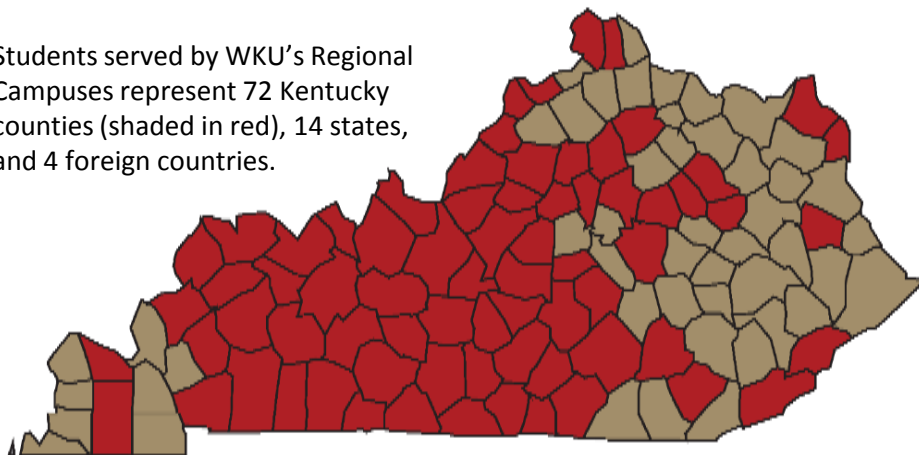 Students served by WKU's Regional
Campuses represent 72 Kentucky
counties (shaded in red), 14 states,
and 4 foreign countries.